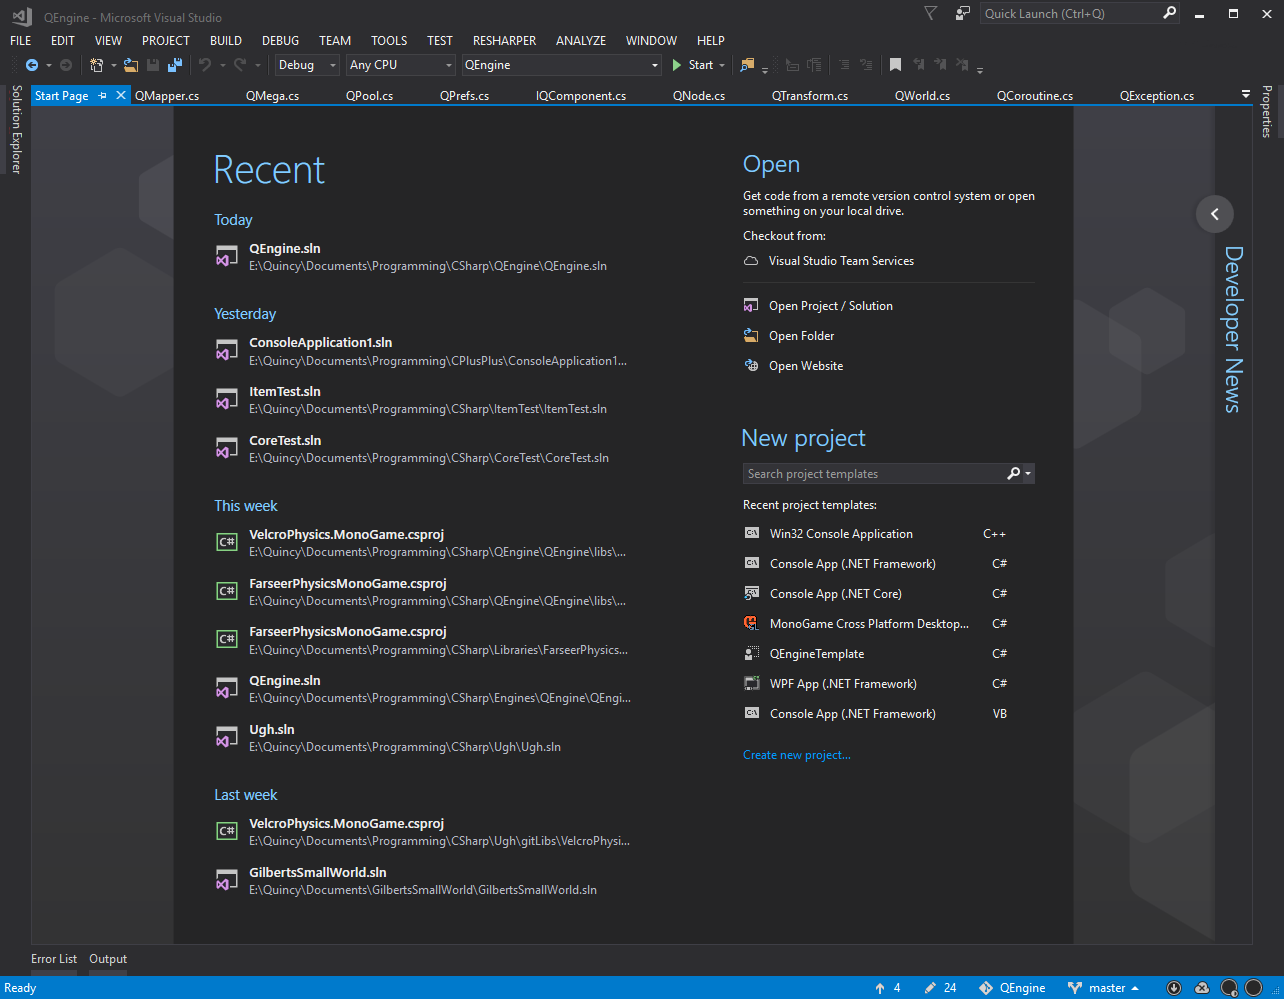 QEngine - Microsoft Visual Studio
Quick Launch (Ctrl+Q)
FILE EDIT VIEW PROJECT BUILD DEBUG TEAM TOOLS TEST RESHARPER ANALYZE WINDOW HELP
Debug Any CPU QEngine Start
Start Page QMapper.cs QMega.cs QPool.cs QPrefs.cs IQComponent.cs QNode.cs QTransform.cs QWorld.cs QCoroutine.cs QException.cs
Solution Explorer
Properties
Recent
Today
QEngine.sln
E:\Quincy\Documents\Programming\CSharp\QEngine\QEngine.sln
Yesterday
ConsoleApplication1.sln
E:\Quincy\Documents\Programming\CPlusPlus\ConsoleApplication1...
ItemTest.sln
E:\Quincy\Documents\Programming\CSharp\ItemTest\ItemTest.sln
CoreTest.sln
E:\Quincy\Documents\Programming\CSharp\CoreTest\CoreTest.sln
This week
C# VelcroPhysics.MonoGame.csproj
E:\Quincy\Documents\Programming\CSharp\QEngine\QEngine\libs\...
C# FarseerPhysicsMonoGame.csproj
E:\Quincy\Documents\Programming\CSharp\QEngine\QEngine\libs\...
C# FarseerPhysicsMonoGame.csproj
E:\Quincy\Documents\Programming\CSharp\Libraries\FarseerPhysics...
QEngine.sln
E:\Quincy\Documents\Programming\CSharp\Engines\QEngine\QEngi...
Ugh.sln
E:\Quincy\Documents\Programming\CSharp\Ugh\Ugh.sln
Last week
C# VelcroPhysics.MonoGame.csproj
E:\Quincy\Documents\Programming\CSharp\Ugh\gitLibs\VelcroPhysi...
GilbertsSmallWorld.sln
E:\Quincy\Documents\GilbertsSmallWorld\GilbertsSmallWorld.sln
Open
Get code from a remote version control system or open
something on your local drive.
Checkout from:
Visual Studio Team Services
Open Project / Solution
Open Folder
Open Website
New project
Search project templates
Recent project templates:
Win32 Console Application C++
Console App (.NET Framework) C#
Console App (.NET Core) C#
MonoGame Cross Platform Desktop... C#
QEngineTemplate C#
WPF App (.NET Framework) C#
Console App (.NET Framework) VB
Create new project...
Developer News
Error List Output
Ready 4 24 QEngine master